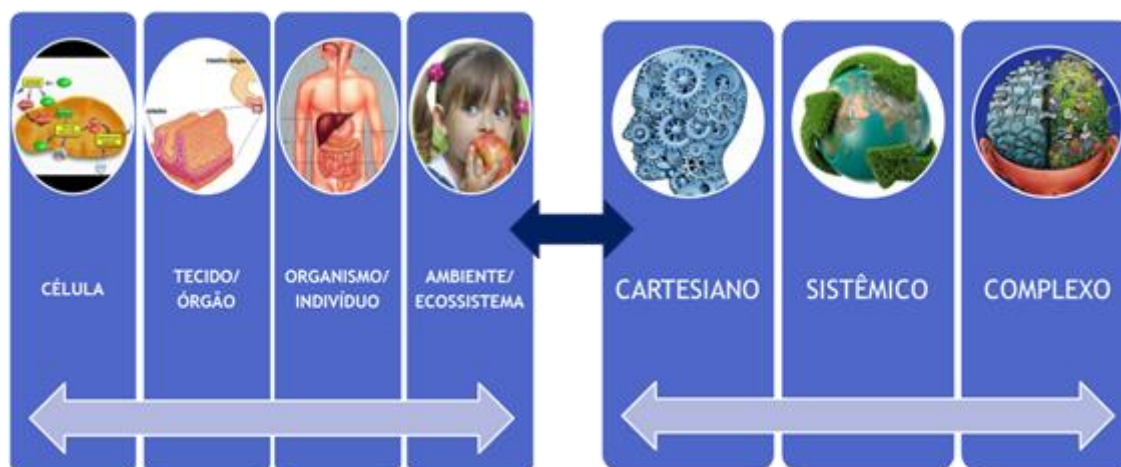 CÉLULA
TECIDO/
ÓRGÃO
ORGANISMO/
INDIVÍDUO
AMBIENTE/
ECOSSISTEMA
CARTESIANO
SISTÊMICO
COMPLEXO